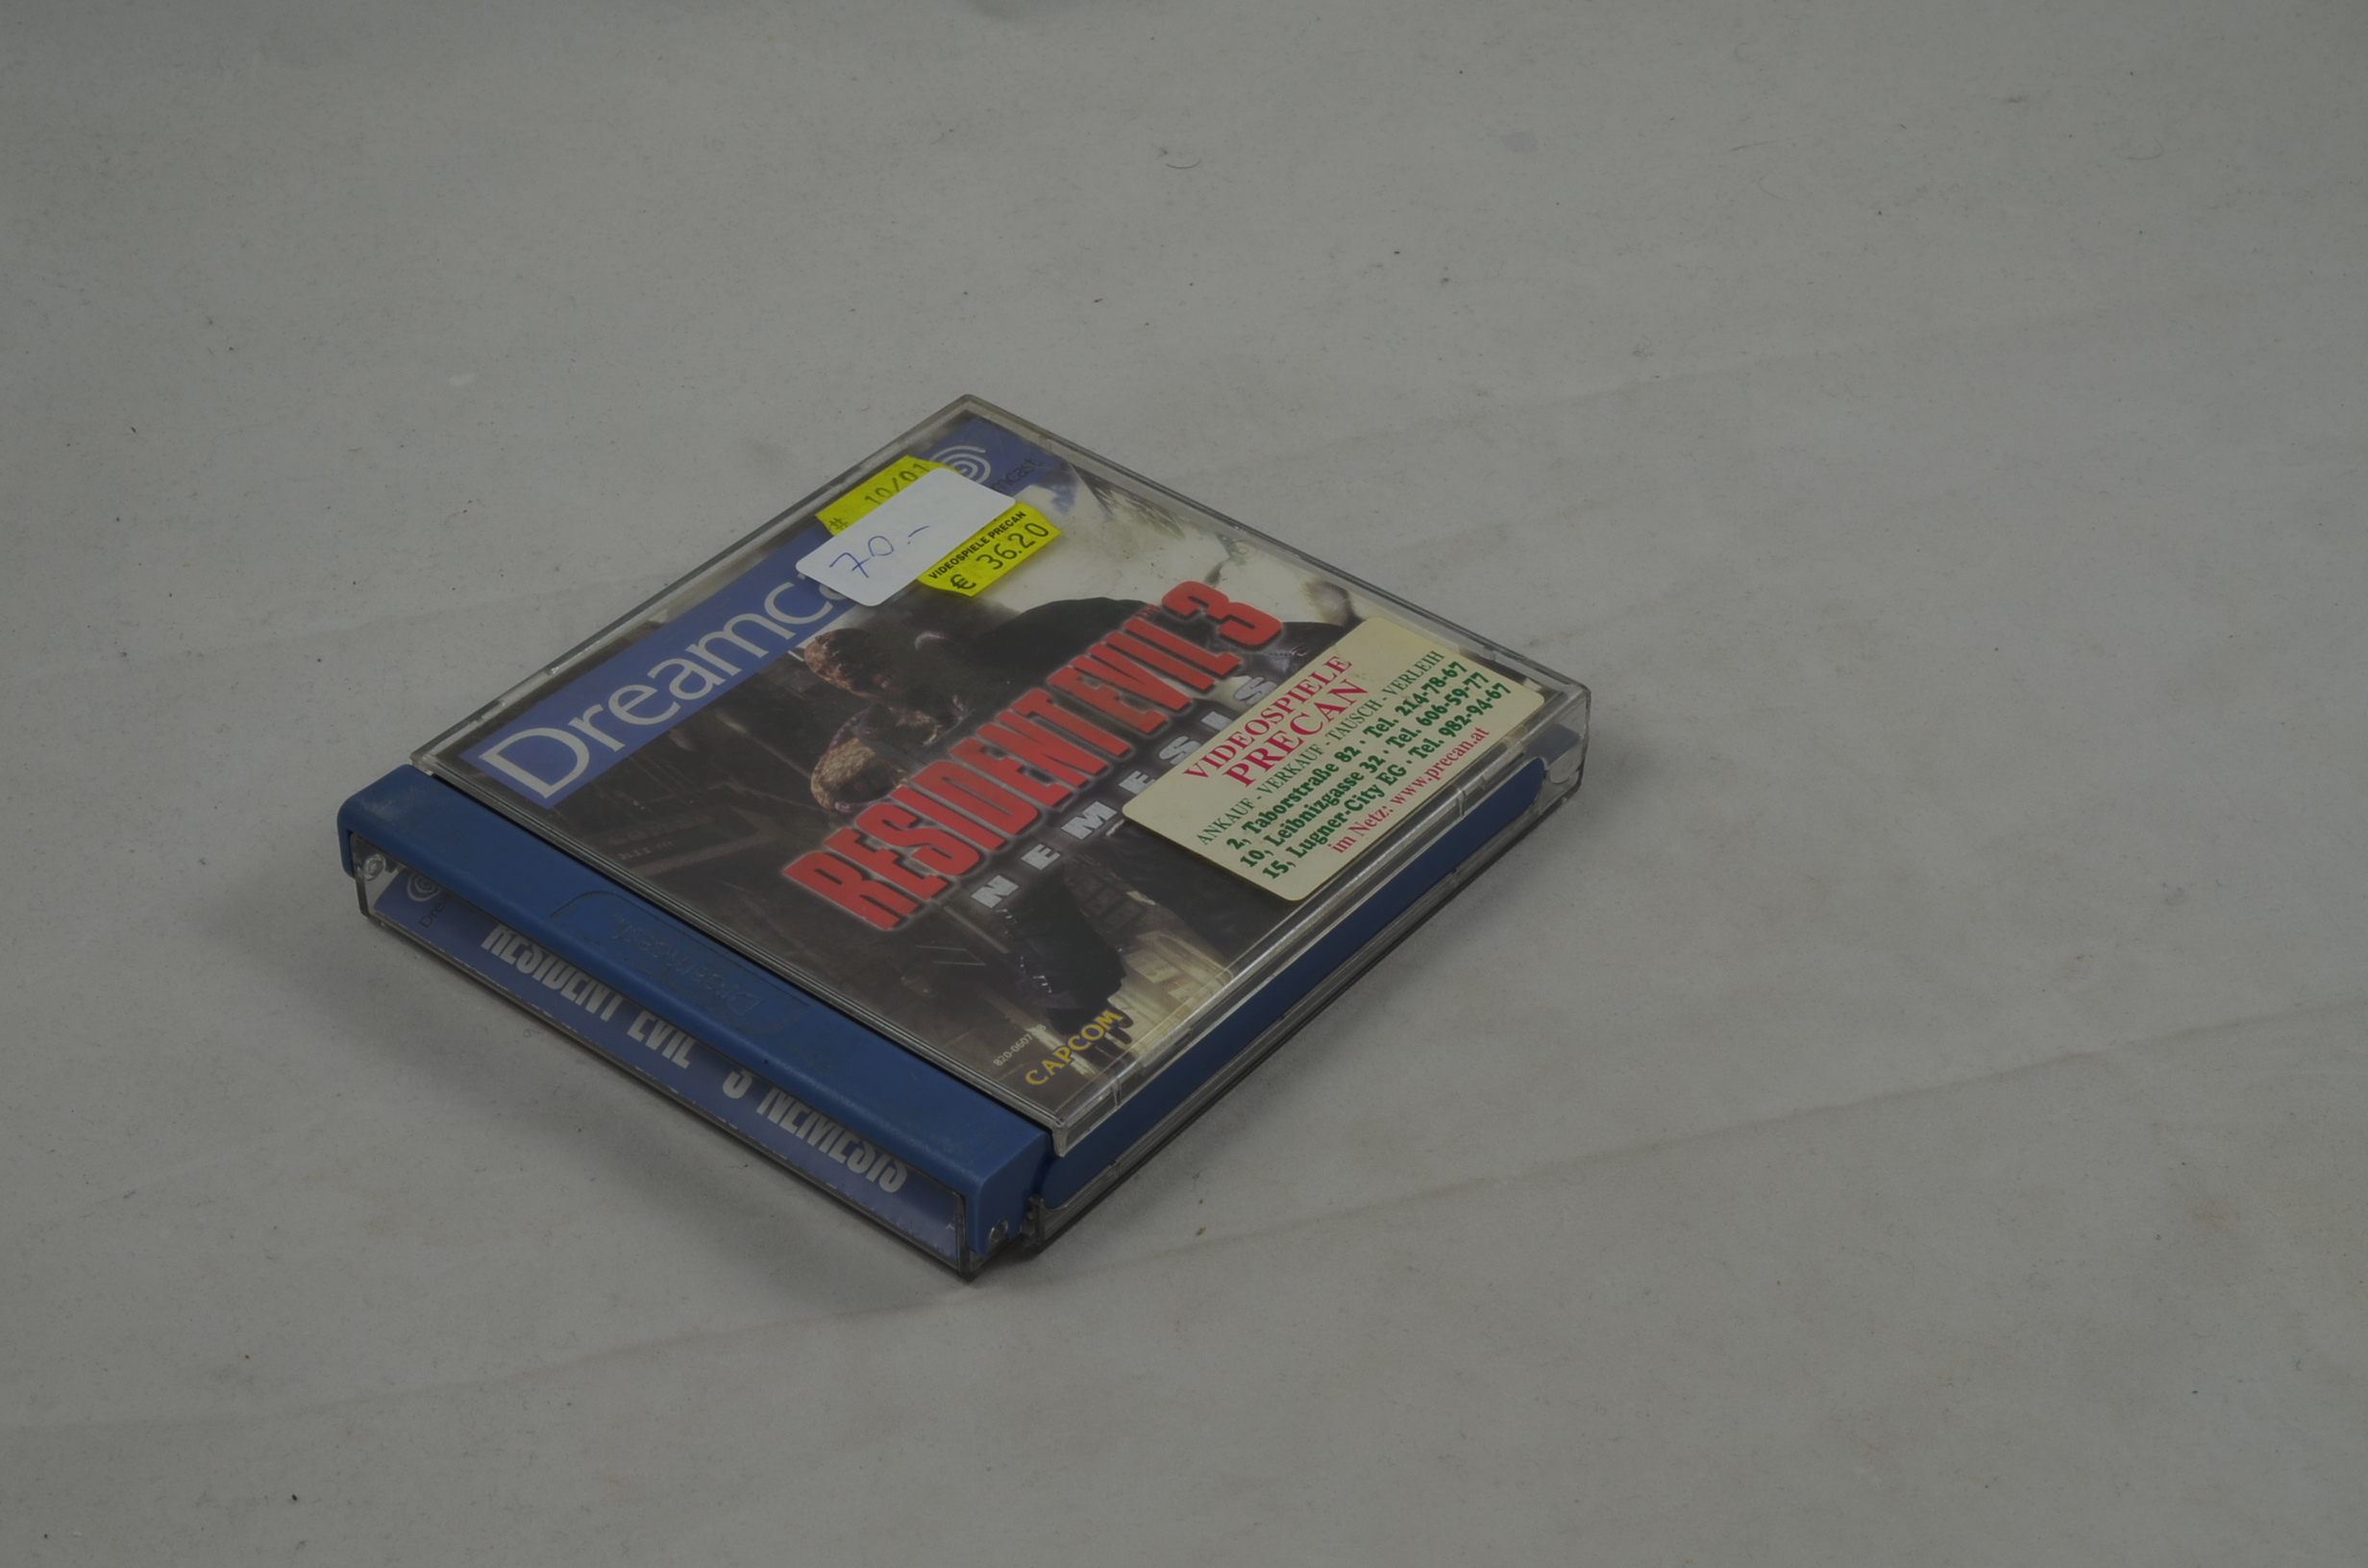 # 10/01
mcast
70.-
VIDEOSPIELE PRECAN
€ 36.20
Dreamca
RESIDENT EVIL 3
NEMESIS
VIDEOSPIELE
PRECAN
ANKAUF - VERKAUF - TAUSCH - VERLEIH
2, Taborstraße 82 · Tel. 214-78-67
10, Leibnizgasse 32 · Tel. 606-59-77
15, Lugner-City EG · Tel. 982-94-67
im Netz: www.precan.at
CAPCOM
Dreamcast
RESIDENT EVIL 3 NEMESIS